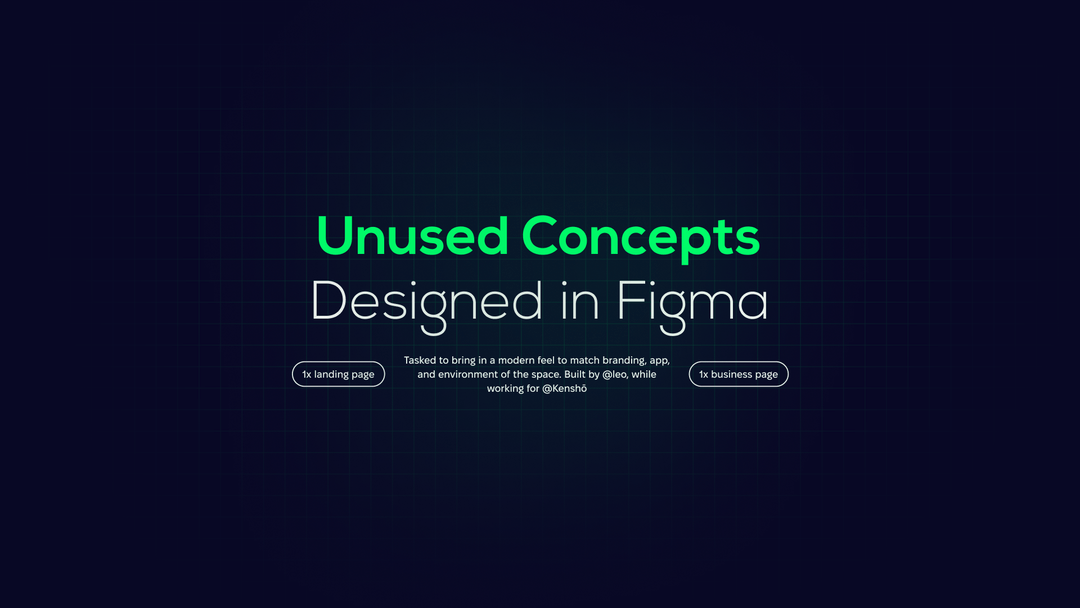 Unused Concepts
Designed in Figma
1x landing page
Tasked to bring in a modern feel to match branding, app,
and environment of the space. Built by @leo, while
working for @Kenshō
1x business page